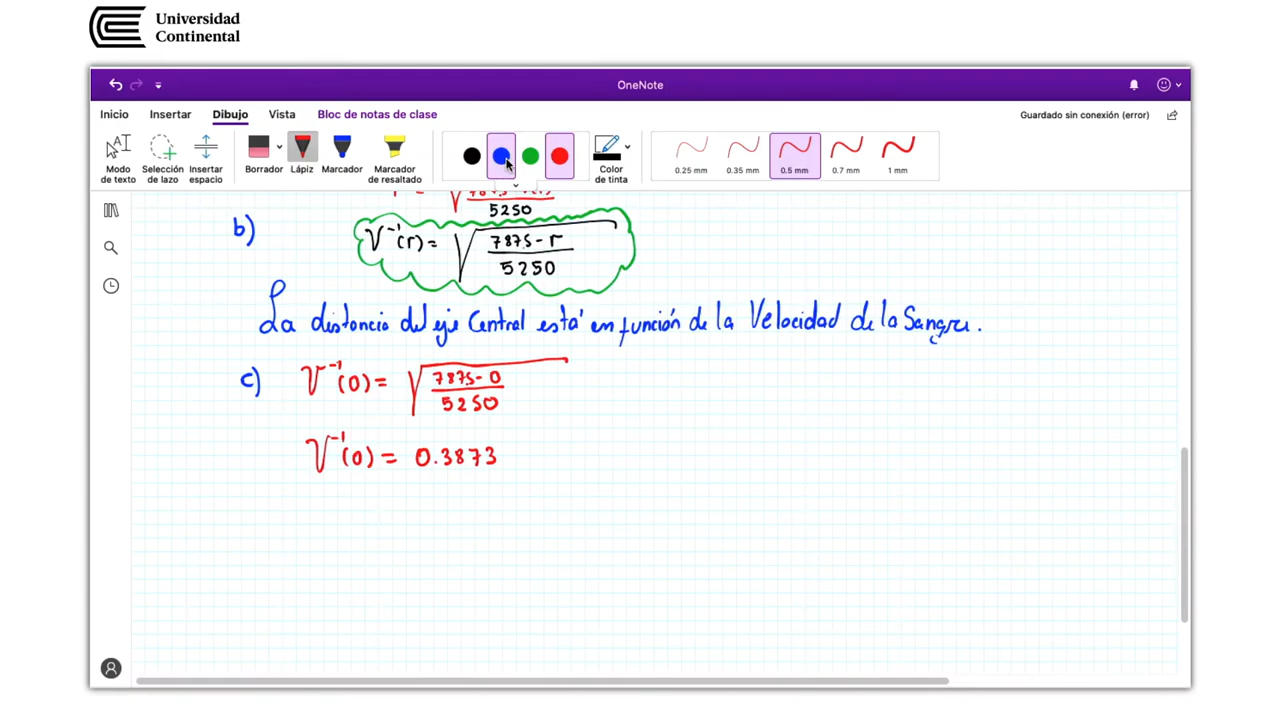 Universidad
Continental
OneNote
Inicio Insertar Dibujo Vista Bloc de notas de clase
Guardado sin conexión (error)
Modo de texto
Selección de lazo
Insertar espacio
Borrador
Lápiz
Marcador
Marcador de resaltado
Color de tinta
0.25 mm 0.35 mm 0.5 mm 0.7 mm 1 mm
5250
b) V⁻¹(r) = √((7875-r)/5250)
La distancia del eje Central está en función de la Velocidad de la Sangre.
c) V⁻¹(0) = √((7875-0)/5250)
V⁻¹(0) = 0.3873